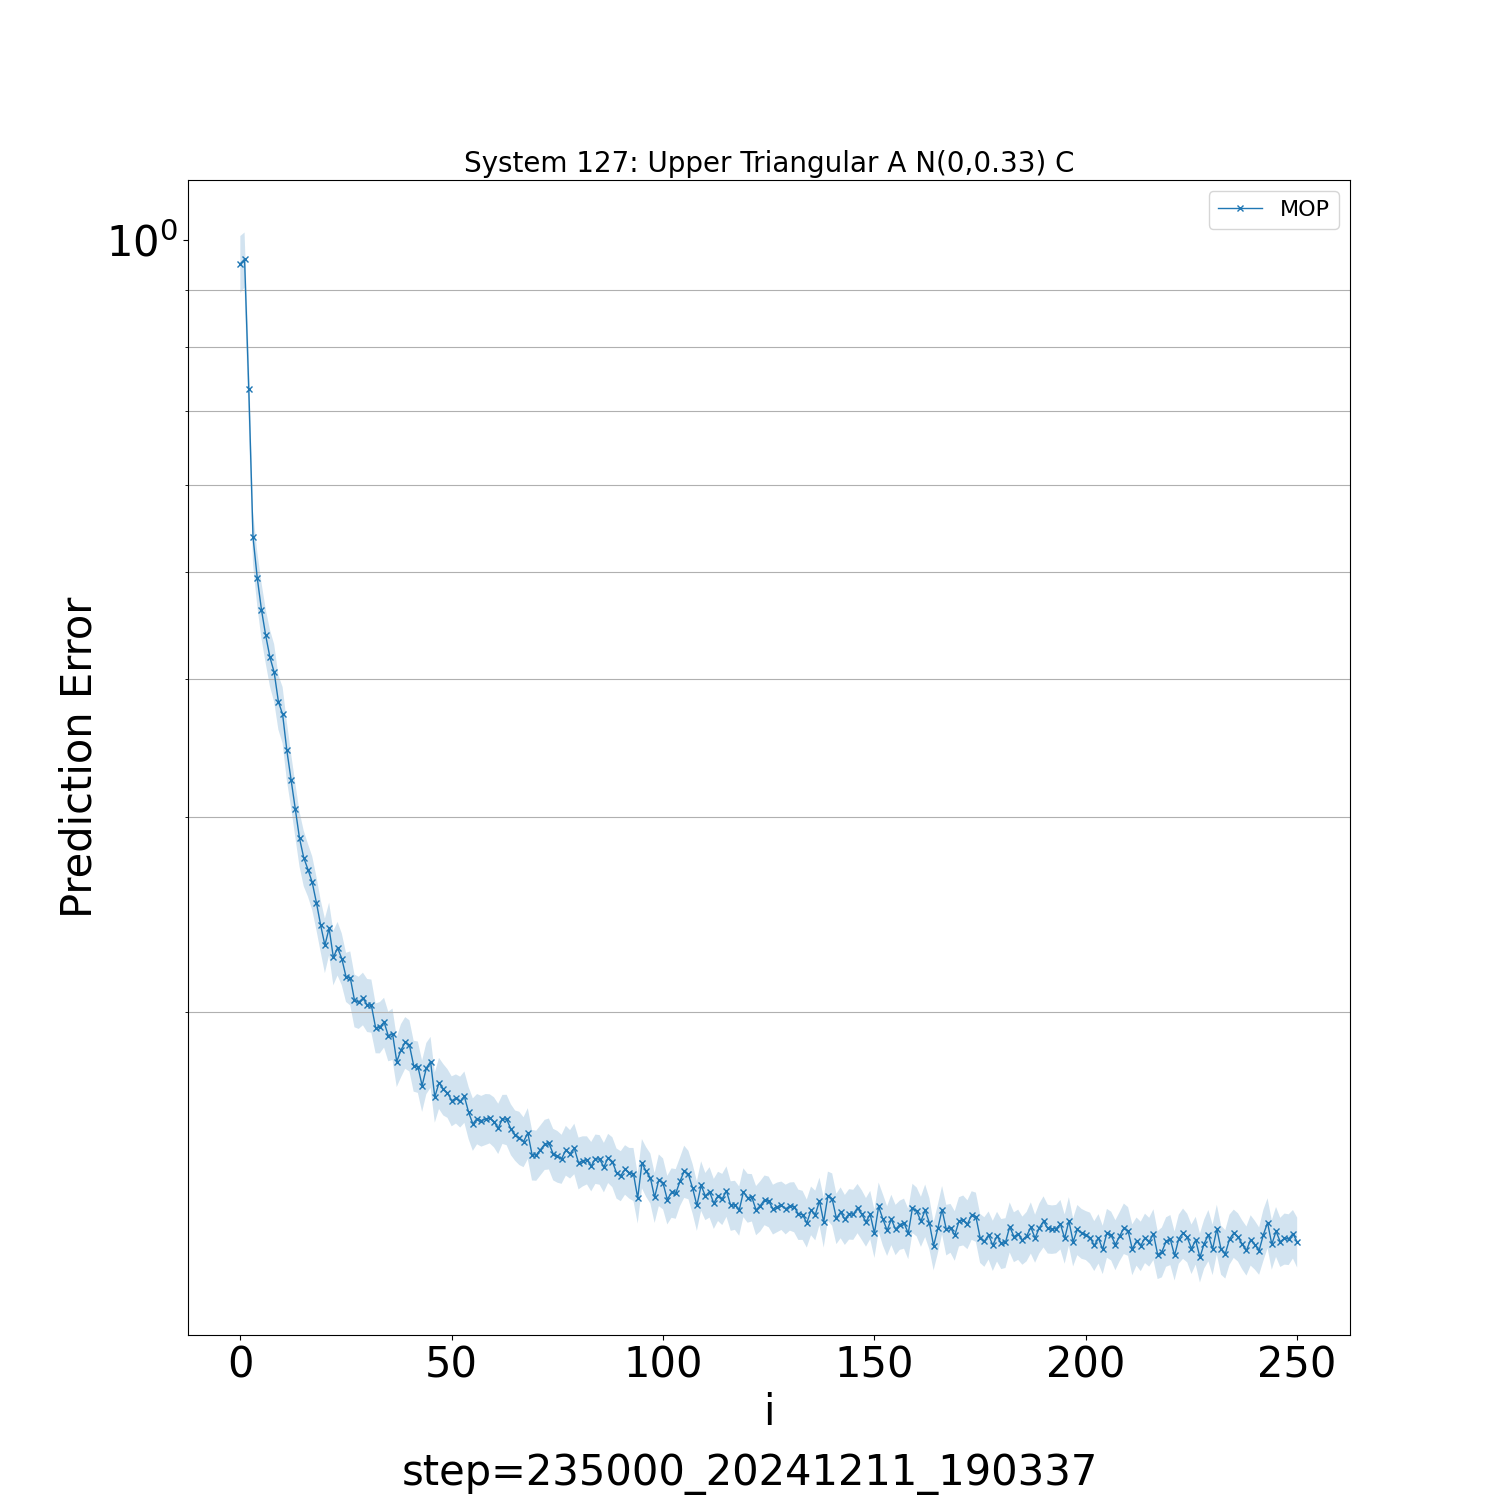 System 127: Upper Triangular A N(0,0.33) C
MOP
10⁰
Prediction Error
0 50 100 150 200 250
i
step=235000_20241211_190337